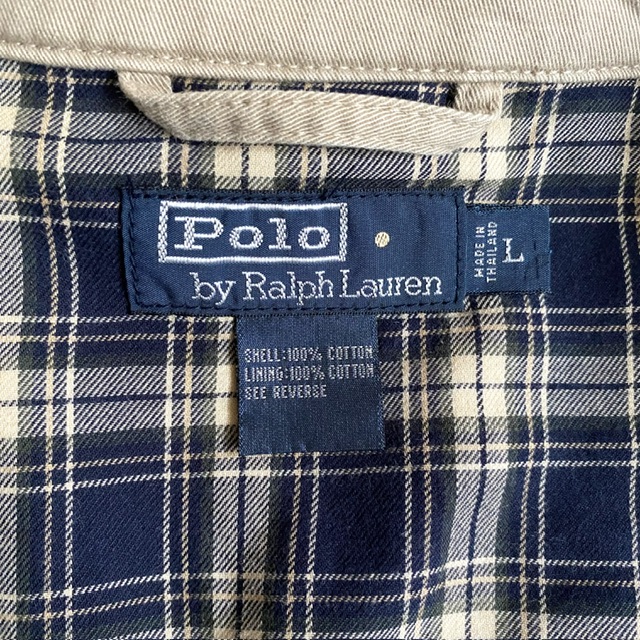 Polo
by Ralph Lauren
MADE IN
THAILAND
L
SHELL:100% COTTON
LINING:100% COTTON
SEE REVERSE